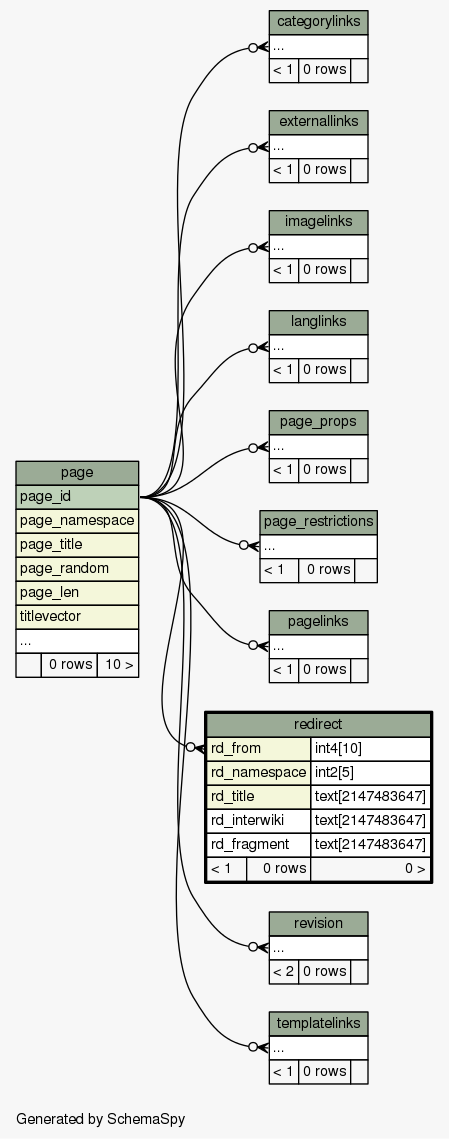 categorylinks
...
< 1 0 rows
externallinks
...
< 1 0 rows
imagelinks
...
< 1 0 rows
langlinks
...
< 1 0 rows
page_props
...
< 1 0 rows
page
page_id
page_namespace
page_title
page_random
page_len
titlevector
...
0 rows 10 >
page_restrictions
...
< 1 0 rows
pagelinks
...
< 1 0 rows
redirect
rd_from int4[10]
rd_namespace int2[5]
rd_title text[2147483647]
rd_interwiki text[2147483647]
rd_fragment text[2147483647]
< 1 0 rows 0 >
revision
...
< 2 0 rows
templatelinks
...
< 1 0 rows
Generated by SchemaSpy